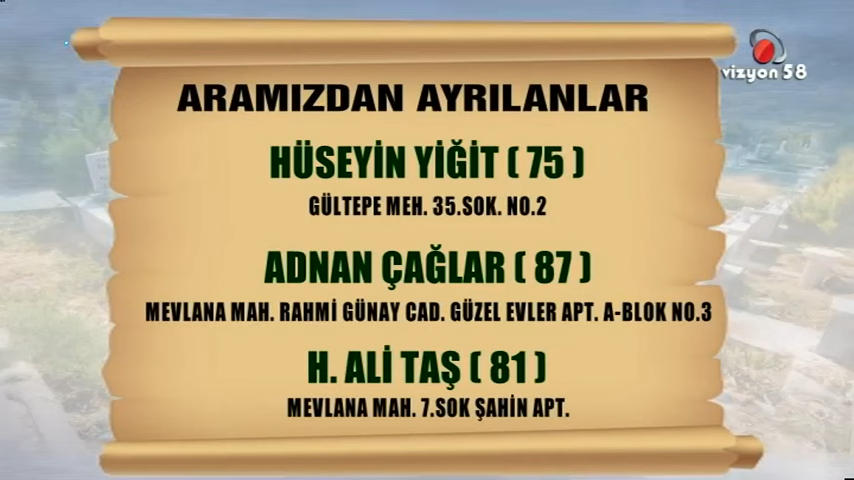 vizyon 58
ARAMIZDAN AYRILANLAR
HÜSEYİN YİĞİT ( 75 )
GÜLTEPE MEH. 35.SOK. NO.2
ADNAN ÇAĞLAR ( 87 )
MEVLANA MAH. RAHMİ GÜNAY CAD. GÜZEL EVLER APT. A-BLOK NO.3
H. ALİ TAŞ ( 81 )
MEVLANA MAH. 7.SOK ŞAHİN APT.